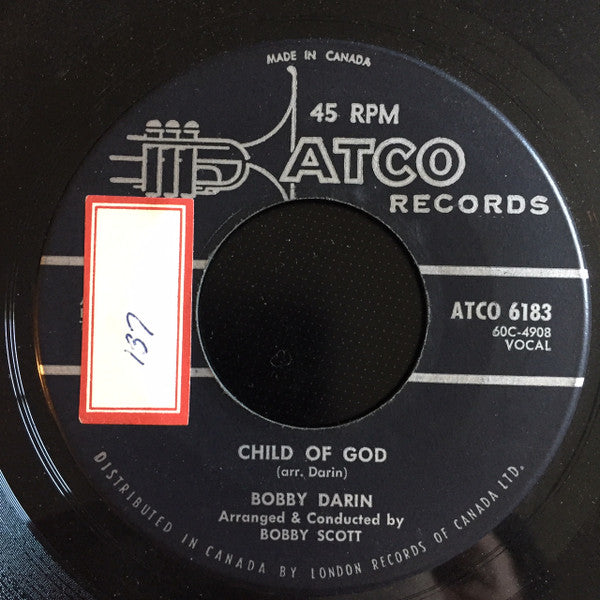 MADE IN CANADA
45 RPM
ATCO
RECORDS
ATCO 6183
60C-4908
VOCAL
137
CHILD OF GOD
(arr. Darin)
BOBBY DARIN
Arranged & Conducted by
BOBBY SCOTT
DISTRIBUTED IN CANADA BY LONDON RECORDS OF CANADA LTD.